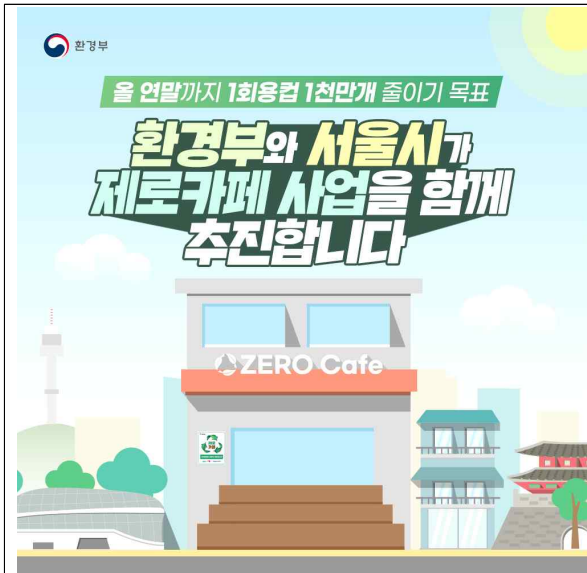 환경부
올 연말까지 1회용컵 1천만개 줄이기 목표
환경부와 서울시가
제로카페 사업을 함께
추진합니다
ZERO Cafe